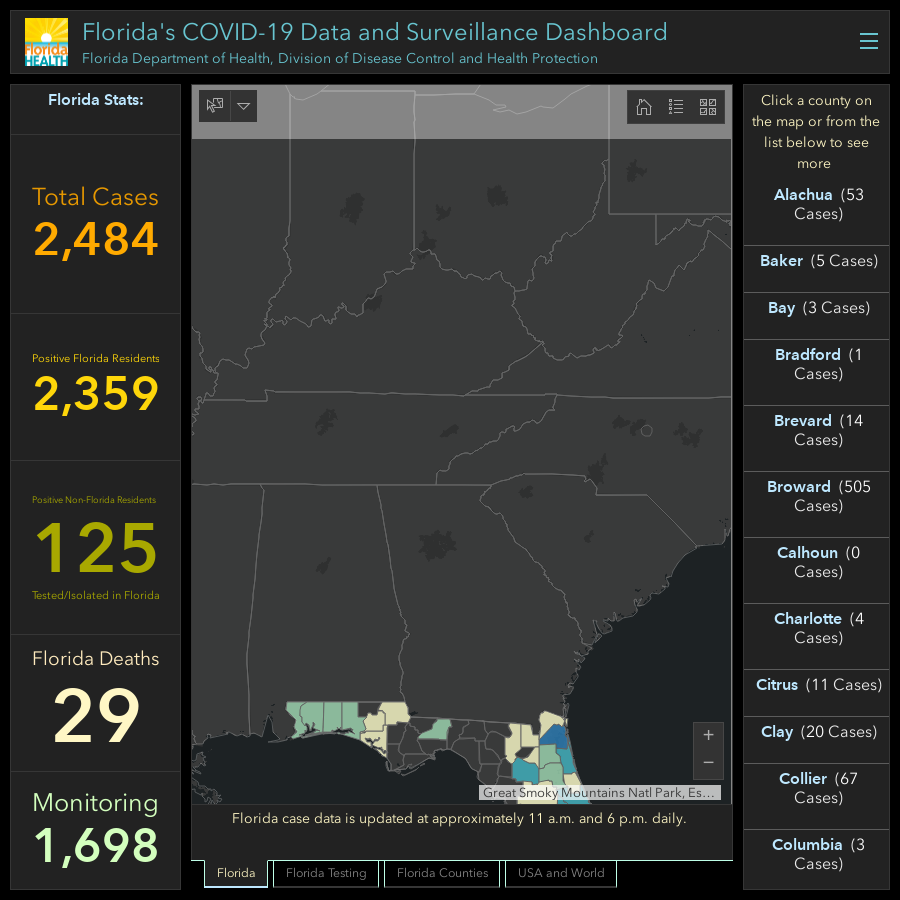 Florida
HEALTH
Florida's COVID-19 Data and Surveillance Dashboard
Florida Department of Health, Division of Disease Control and Health Protection
Florida Stats:
Total Cases
2,484
Positive Florida Residents
2,359
Positive Non-Florida Residents
125
Tested/Isolated in Florida
Florida Deaths
29
Monitoring
1,698
Great Smoky Mountains Natl Park, Es...
Florida case data is updated at approximately 11 a.m. and 6 p.m. daily.
Florida
Florida Testing
Florida Counties
USA and World
Click a county on
the map or from the
list below to see
more
Alachua (53
Cases)
Baker (5 Cases)
Bay (3 Cases)
Bradford (1
Cases)
Brevard (14
Cases)
Broward (505
Cases)
Calhoun (0
Cases)
Charlotte (4
Cases)
Citrus (11 Cases)
Clay (20 Cases)
Collier (67
Cases)
Columbia (3
Cases)